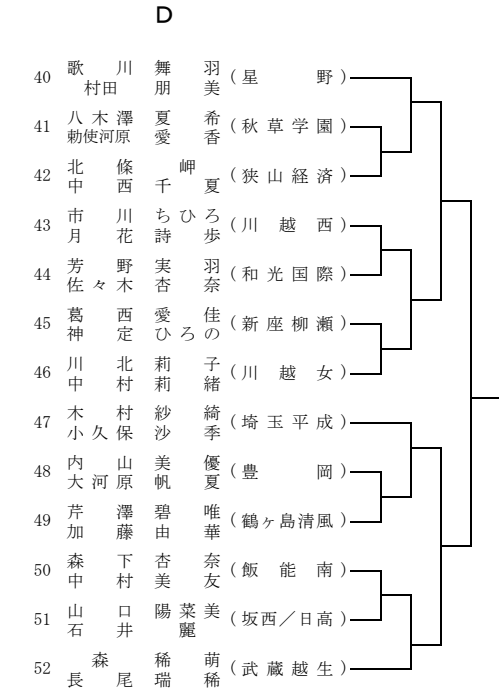 D
歌川 舞羽
40 (星野)
村田 朋美
八木澤 夏希
41 (秋草学園)
勅使河原 愛香
北條 岬
42 (狭山経済)
中西 千夏
市川 ちひろ
43 (川越西)
月花 詩歩
芳野 実羽
44 (和光国際)
佐々木 杏奈
葛西 愛佳
45 (新座柳瀬)
神定 ひろの
川北 莉子
46 (川越女)
中村 莉緒
木村 紗綺
47 (埼玉平成)
小久保 沙季
内山 美優
48 (豊岡)
大河原 帆夏
芹澤 碧唯
49 (鶴ヶ島清風)
加藤 由華
森下 杏奈
50 (飯能南)
中村 美友
山口 陽菜美
51 (坂西／日高)
石井 麗
森 稀萌
52 (武蔵越生)
長尾 瑞稀